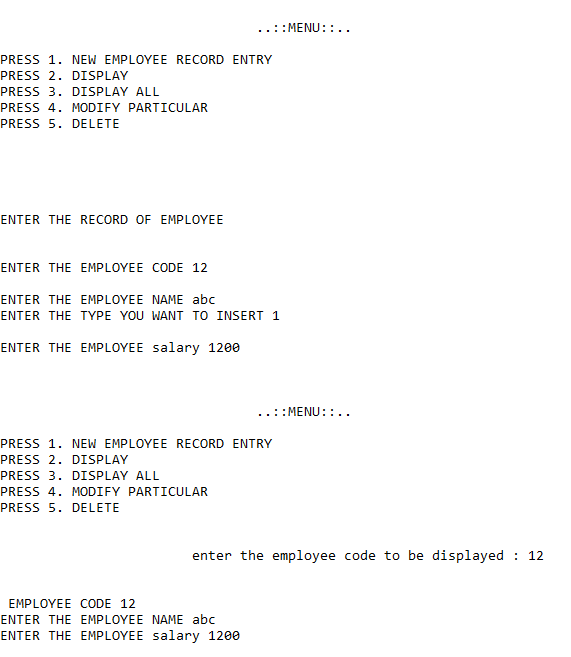 ..::MENU::..
PRESS 1. NEW EMPLOYEE RECORD ENTRY
PRESS 2. DISPLAY
PRESS 3. DISPLAY ALL
PRESS 4. MODIFY PARTICULAR
PRESS 5. DELETE
ENTER THE RECORD OF EMPLOYEE
ENTER THE EMPLOYEE CODE 12
ENTER THE EMPLOYEE NAME abc
ENTER THE TYPE YOU WANT TO INSERT 1
ENTER THE EMPLOYEE salary 1200
..::MENU::..
PRESS 1. NEW EMPLOYEE RECORD ENTRY
PRESS 2. DISPLAY
PRESS 3. DISPLAY ALL
PRESS 4. MODIFY PARTICULAR
PRESS 5. DELETE
enter the employee code to be displayed : 12
EMPLOYEE CODE 12
ENTER THE EMPLOYEE NAME abc
ENTER THE EMPLOYEE salary 1200